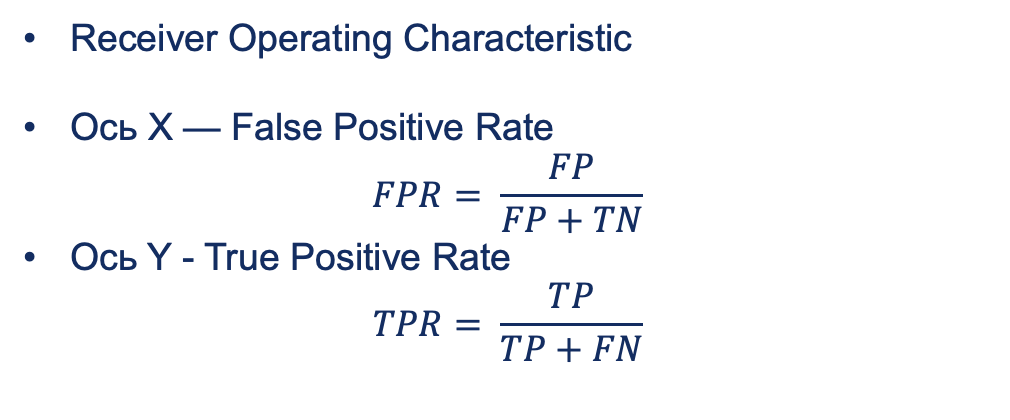 • Receiver Operating Characteristic
• Ось X — False Positive Rate
FPR = FP / (FP + TN)
• Ось Y - True Positive Rate
TPR = TP / (TP + FN)